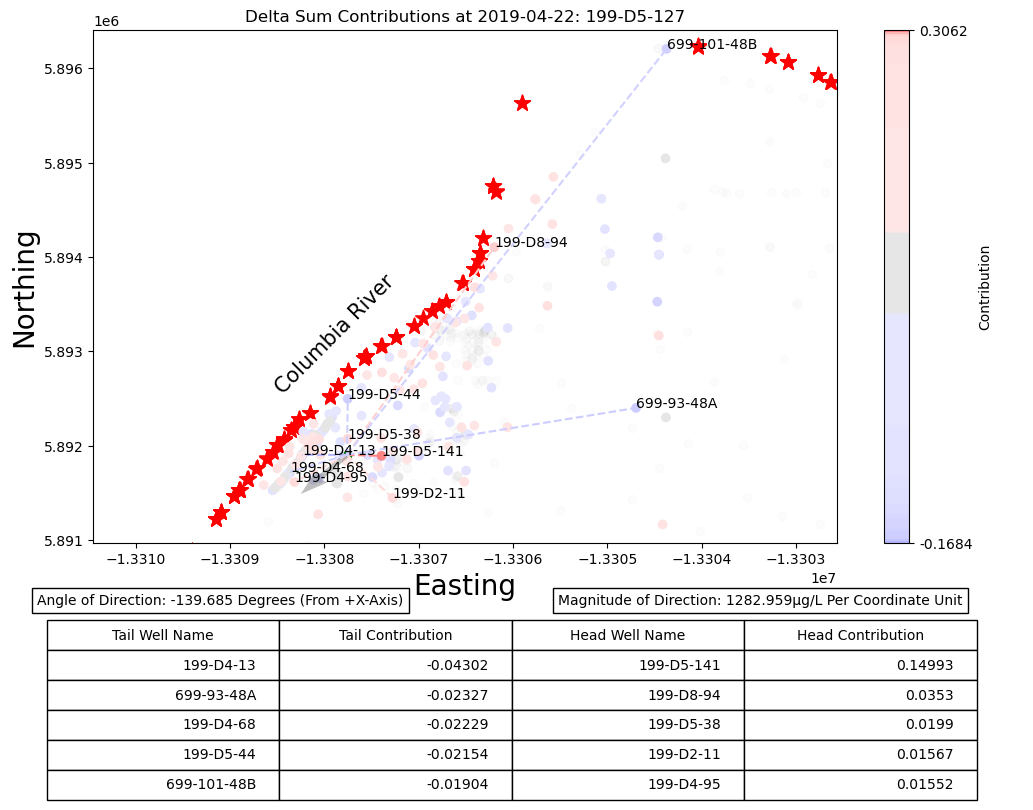 Delta Sum Contributions at 2019-04-22: 199-D5-127
1e6
0.3062
699-101-48B
5.896
5.895
199-D8-94
5.894
Northing
Columbia River
Contribution
5.893
199-D5-44
699-93-48A
5.892
199-D5-38
199-D4-13
199-D5-141
199-D4-68
199-D4-95
199-D2-11
5.891
-0.1684
−1.3310 −1.3309 −1.3308 −1.3307 −1.3306 −1.3305 −1.3304 −1.3303
1e7
Easting
Angle of Direction: -139.685 Degrees (From +X-Axis)
Magnitude of Direction: 1282.959μg/L Per Coordinate Unit
Tail Well Name Tail Contribution Head Well Name Head Contribution
199-D4-13 -0.04302 199-D5-141 0.14993
699-93-48A -0.02327 199-D8-94 0.0353
199-D4-68 -0.02229 199-D5-38 0.0199
199-D5-44 -0.02154 199-D2-11 0.01567
699-101-48B -0.01904 199-D4-95 0.01552